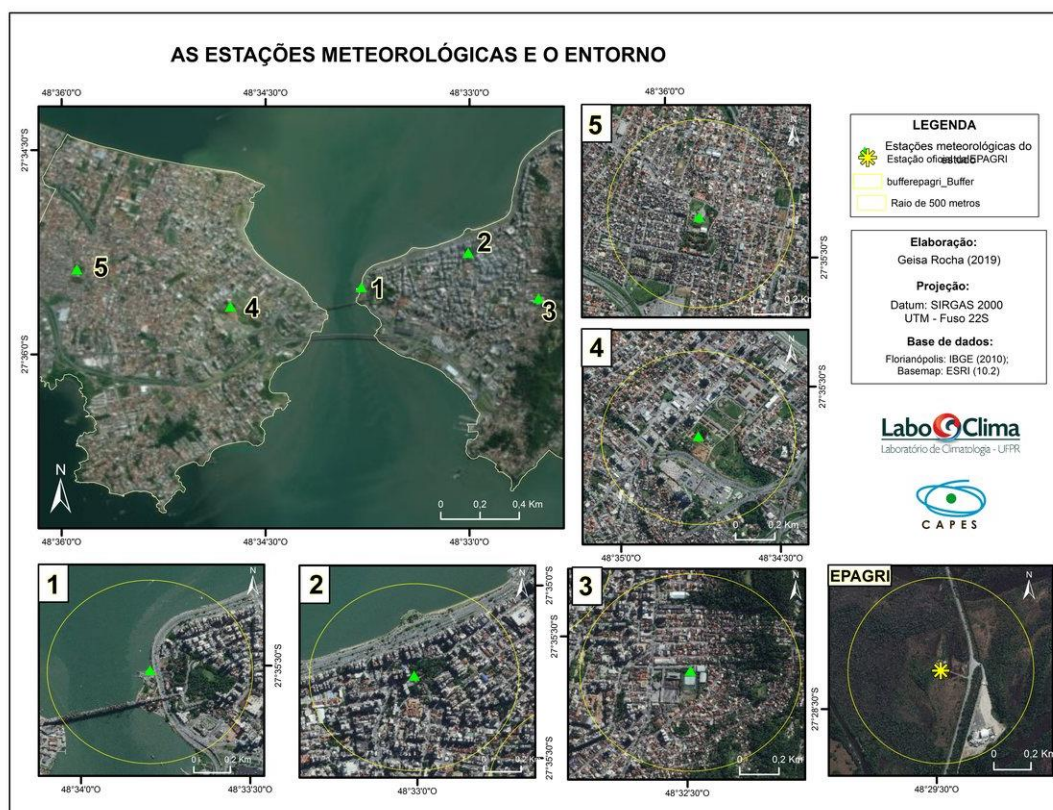 AS ESTAÇÕES METEOROLÓGICAS E O ENTORNO
48°36'0"O
48°34'30"O
48°33'0"O
27°34'30"S
27°36'0"S
5
4
1
2
3
N
0 0,2 0,4 Km
48°36'0"O
48°34'30"O
48°33'0"O
48°36'0"O
5
N
27°35'30"S
0 0,2 Km
4
N
27°35'30"S
0 0,2 Km
48°35'0"O
48°34'30"O
LEGENDA
Estações meteorológicas do
estudo
Estação oficial da EPAGRI
bufferepagri_Buffer
Raio de 500 metros
Elaboração:
Geisa Rocha (2019)
Projeção:
Datum: SIRGAS 2000
UTM - Fuso 22S
Base de dados:
Florianópolis: IBGE (2010);
Basemap: ESRI (10.2)
LaboClima
Laboratório de Climatologia - UFPR
CAPES
1
N
27°35'30"S
0 0,2 Km
48°34'0"O
48°33'30"O
2
N
27°35'0"S
27°35'30"S
0 0,2 Km
48°33'0"O
3
N
27°35'30"S
0 0,2 Km
48°32'30"O
EPAGRI
N
27°28'30"S
0 0,2 Km
48°29'30"O